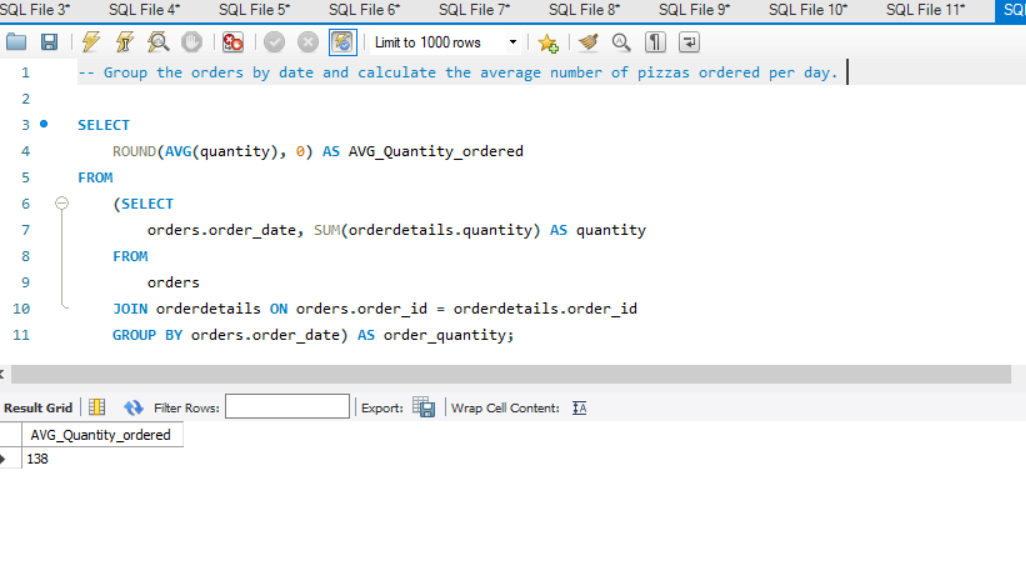 SQL File 3* SQL File 4* SQL File 5* SQL File 6* SQL File 7* SQL File 8* SQL File 9* SQL File 10* SQL File 11* SQL
Limit to 1000 rows
1 -- Group the orders by date and calculate the average number of pizzas ordered per day.
2
3 SELECT
4 ROUND(AVG(quantity), 0) AS AVG_Quantity_ordered
5 FROM
6 (SELECT
7 orders.order_date, SUM(orderdetails.quantity) AS quantity
8 FROM
9 orders
10 JOIN orderdetails ON orders.order_id = orderdetails.order_id
11 GROUP BY orders.order_date) AS order_quantity;
Result Grid Filter Rows: Export: Wrap Cell Content: IA
AVG_Quantity_ordered
138